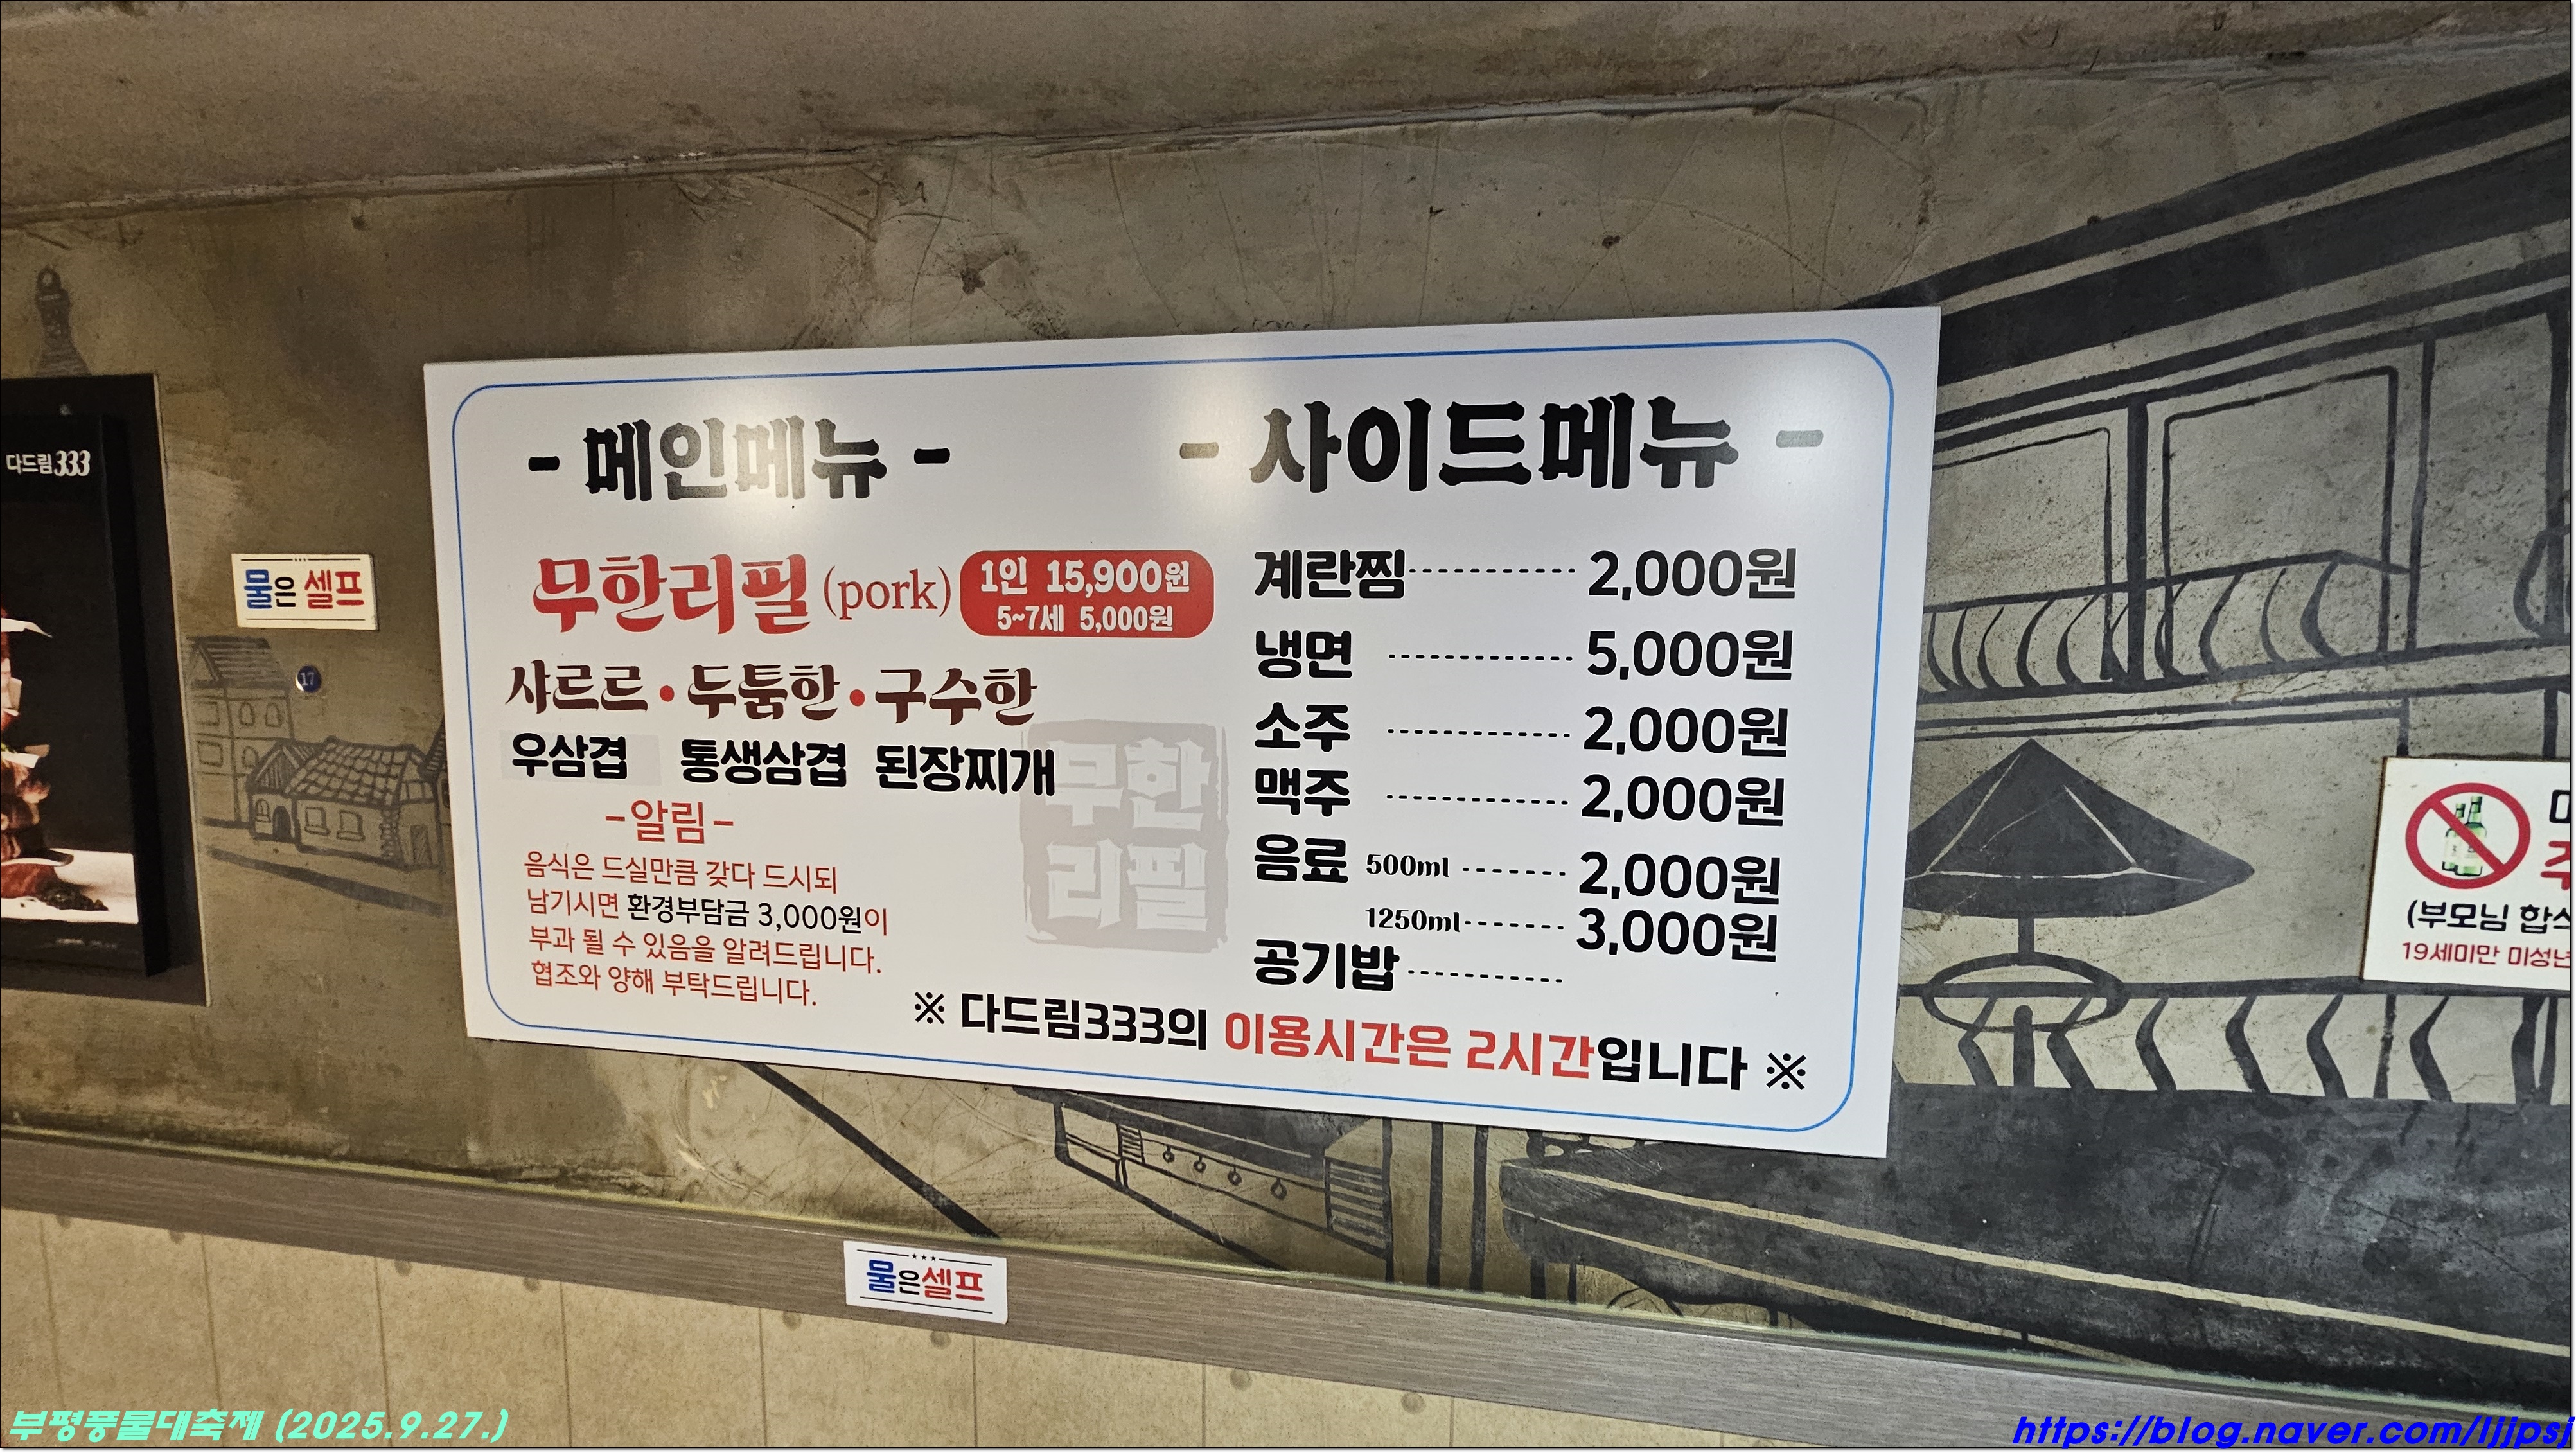 다드림333
물은 셀프
17
- 메인메뉴 -
무한리필 (pork) 1인 15,900원
5~7세 5,000원
사르르·두툼한·구수한
우삼겹 통생삼겹 된장찌개
-알림-
음식은 드실만큼 갖다 드시되
남기시면 환경부담금 3,000원이
부과 될 수 있음을 알려드립니다.
협조와 양해 부탁드립니다.
무한
리필
- 사이드메뉴 -
계란찜 ---------- 2,000원
냉면 ---------- 5,000원
소주 ---------- 2,000원
맥주 ---------- 2,000원
음료 500ml ------- 2,000원
1250ml ------- 3,000원
공기밥 ----------
※ 다드림333의 이용시간은 2시간입니다 ※
(부모님 합석
19세미만 미성년
물은셀프
부평풍물대축제 (2025.9.27.)
https://blog.naver.com/ljjpsj